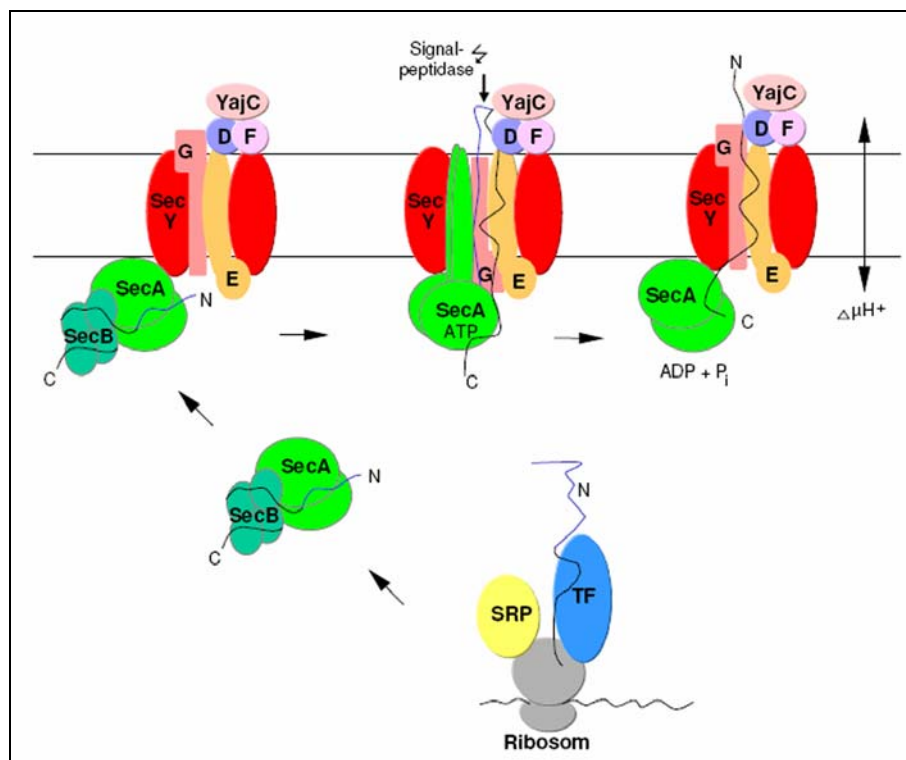 Signal-
peptidase
N
YajC
YajC
YajC
D F
D F
D F
G
G
Sec
Y
Sec
Y
Sec
Y
E
G
E
E
SecA
N
SecB
C
SecA
ATP
C
SecA
C
ADP + Pi
△µH+
SecA
N
SecB
C
N
SRP
TF
Ribosom